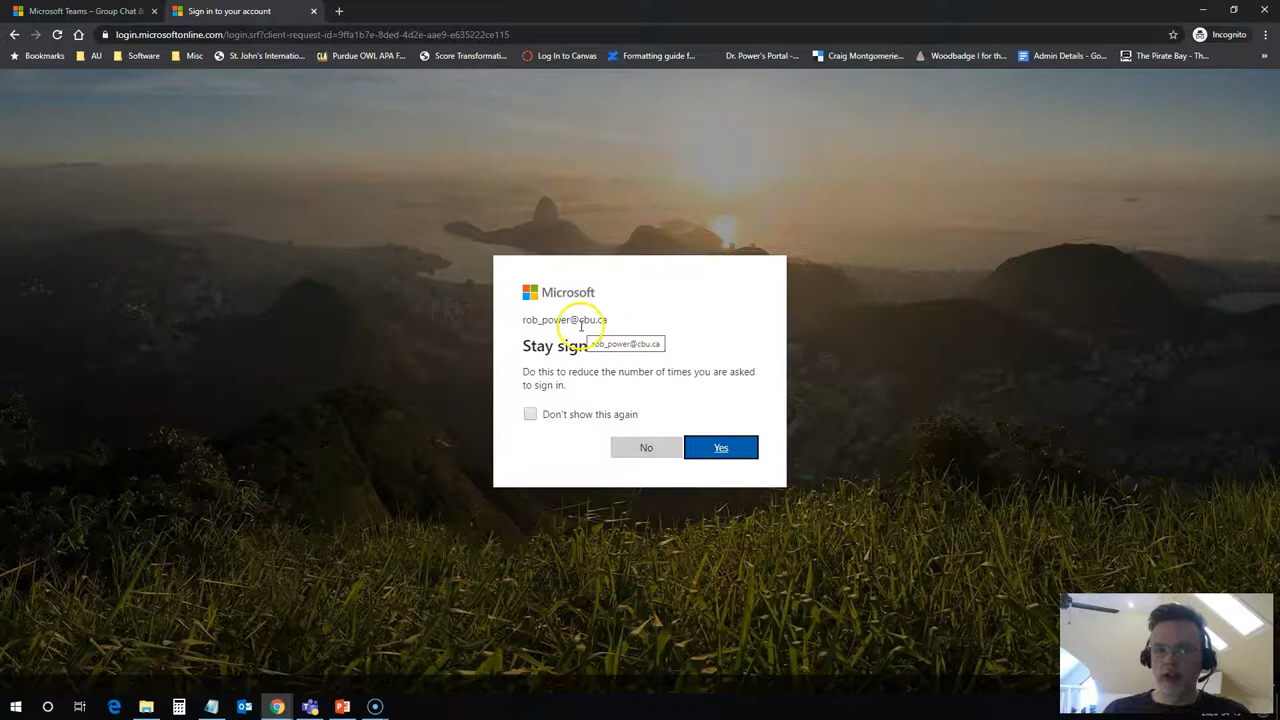 Microsoft Teams – Group Chat &
Sign in to your account
login.microsoftonline.com/login.srf?client-request-id=9ffa1b7e-8ded-4d2e-aae9-e635222ce115
Incognito
Bookmarks AU Software Misc St. John's Internatio... Purdue OWL APA F... Score Transformati... Log In to Canvas Formatting guide f... Dr. Power's Portal -... Craig Montgomerie... Woodbadge I for th... Admin Details - Go... The Pirate Bay - Th...
Microsoft
rob_power@cbu.ca
Stay sign
rob_power@cbu.ca
Do this to reduce the number of times you are asked
to sign in.
Don't show this again
No
Yes